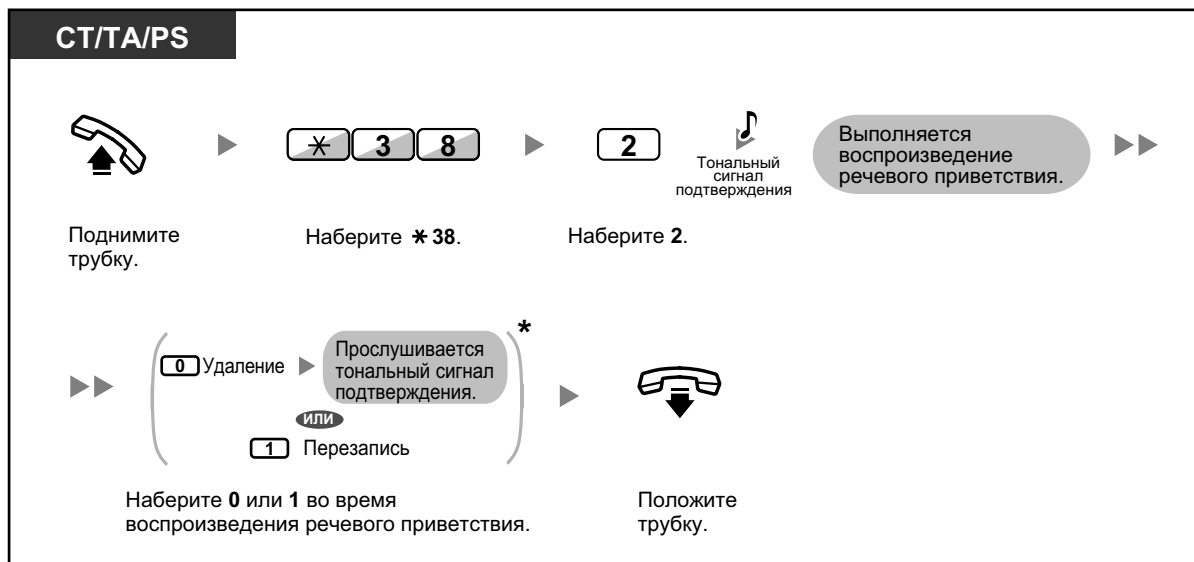 CT/TA/PS
✳ 3 8
2
Тональный
сигнал
подтверждения
Выполняется
воспроизведение
речевого приветствия.
Поднимите
трубку.
Наберите ✳ 38.
Наберите 2.
0 Удаление
Прослушивается
тональный сигнал
подтверждения.
*
ИЛИ
1 Перезапись
Наберите 0 или 1 во время
воспроизведения речевого приветствия.
Положите
трубку.